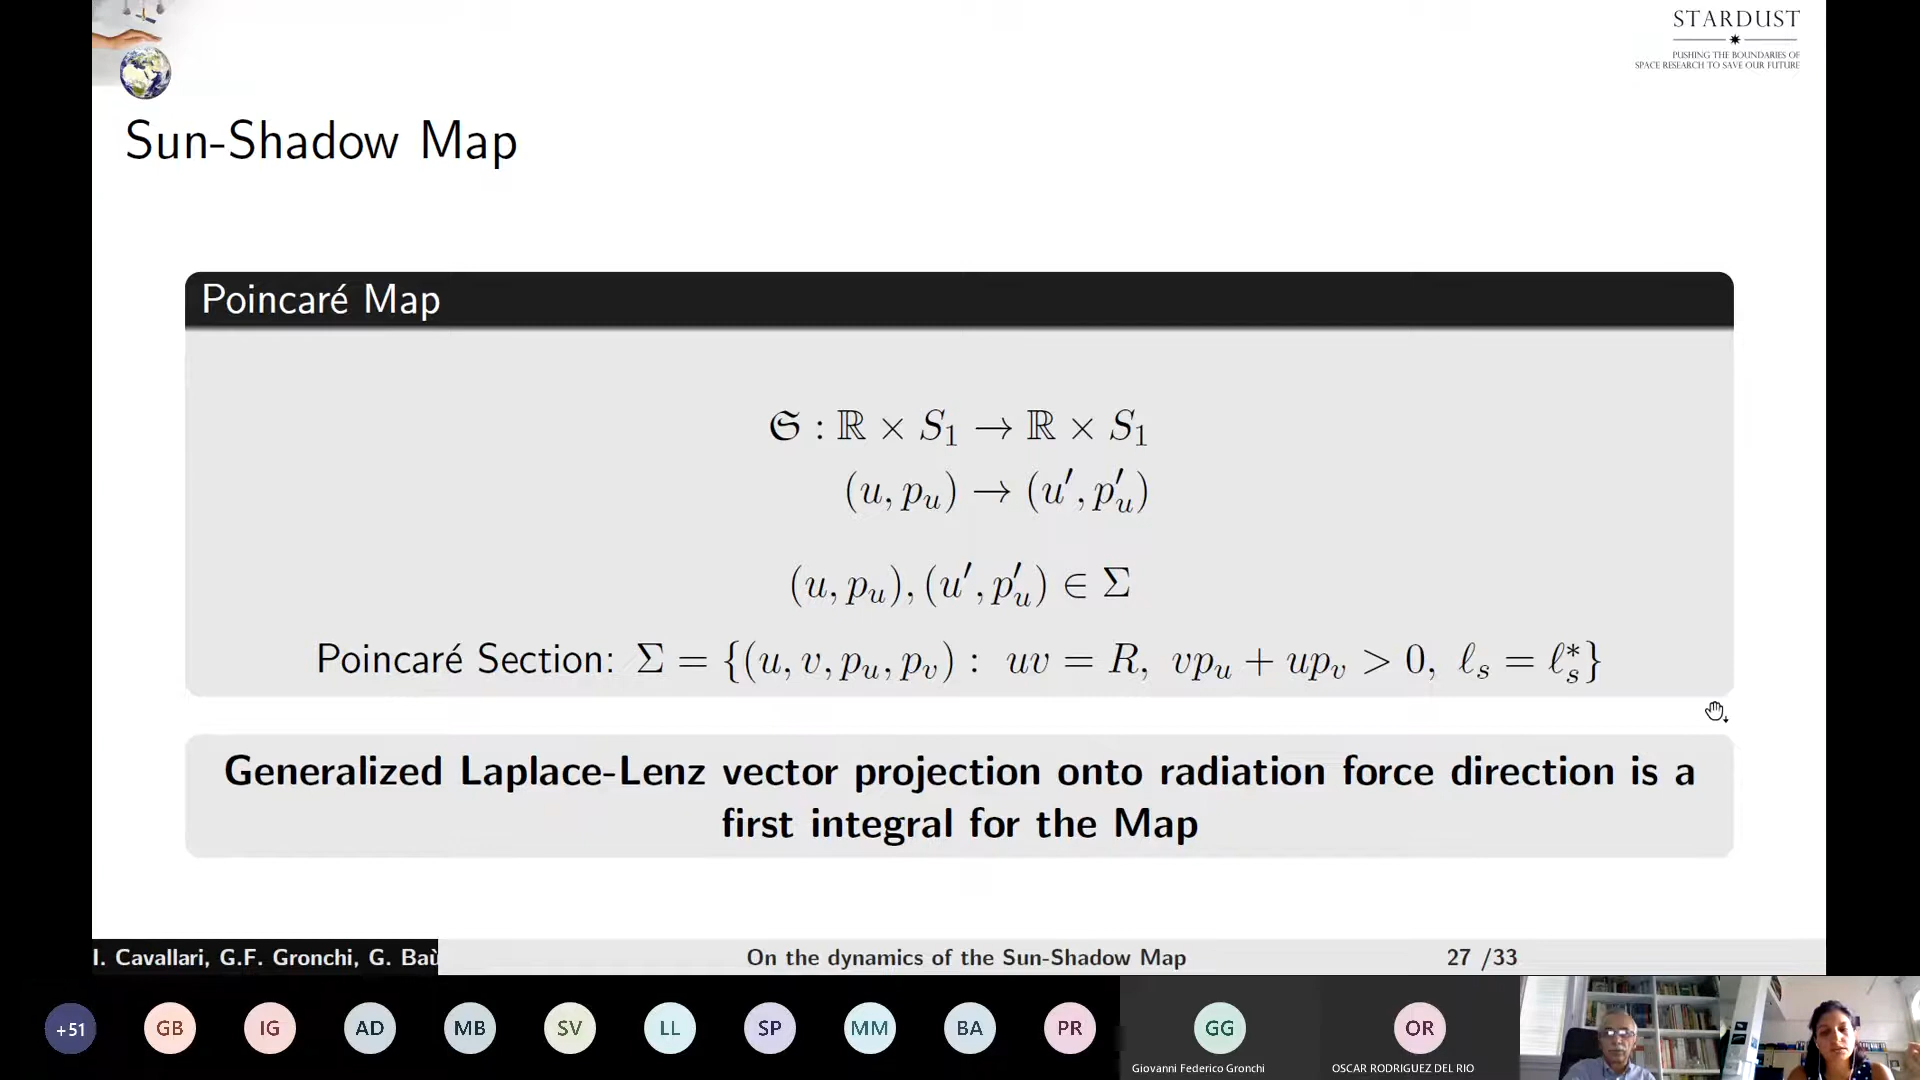 STARDUST
PUSHING THE BOUNDARIES OF
SPACE RESEARCH TO SAVE OUR FUTURE
Sun-Shadow Map
Poincaré Map
𝔖 : ℝ × S₁ → ℝ × S₁
(u, pᵤ) → (u′, p′ᵤ)
(u, pᵤ), (u′, p′ᵤ) ∈ Σ
Poincaré Section: Σ = {(u, v, pᵤ, pᵥ) : uv = R, vpᵤ + upᵥ > 0, ℓₛ = ℓₛ*}
Generalized Laplace-Lenz vector projection onto radiation force direction is a
first integral for the Map
I. Cavallari, G.F. Gronchi, G. Baù
On the dynamics of the Sun-Shadow Map
27 /33
+51
GB
IG
AD
MB
SV
LL
SP
MM
BA
PR
GG
OR
Giovanni Federico Gronchi
OSCAR RODRIGUEZ DEL RIO